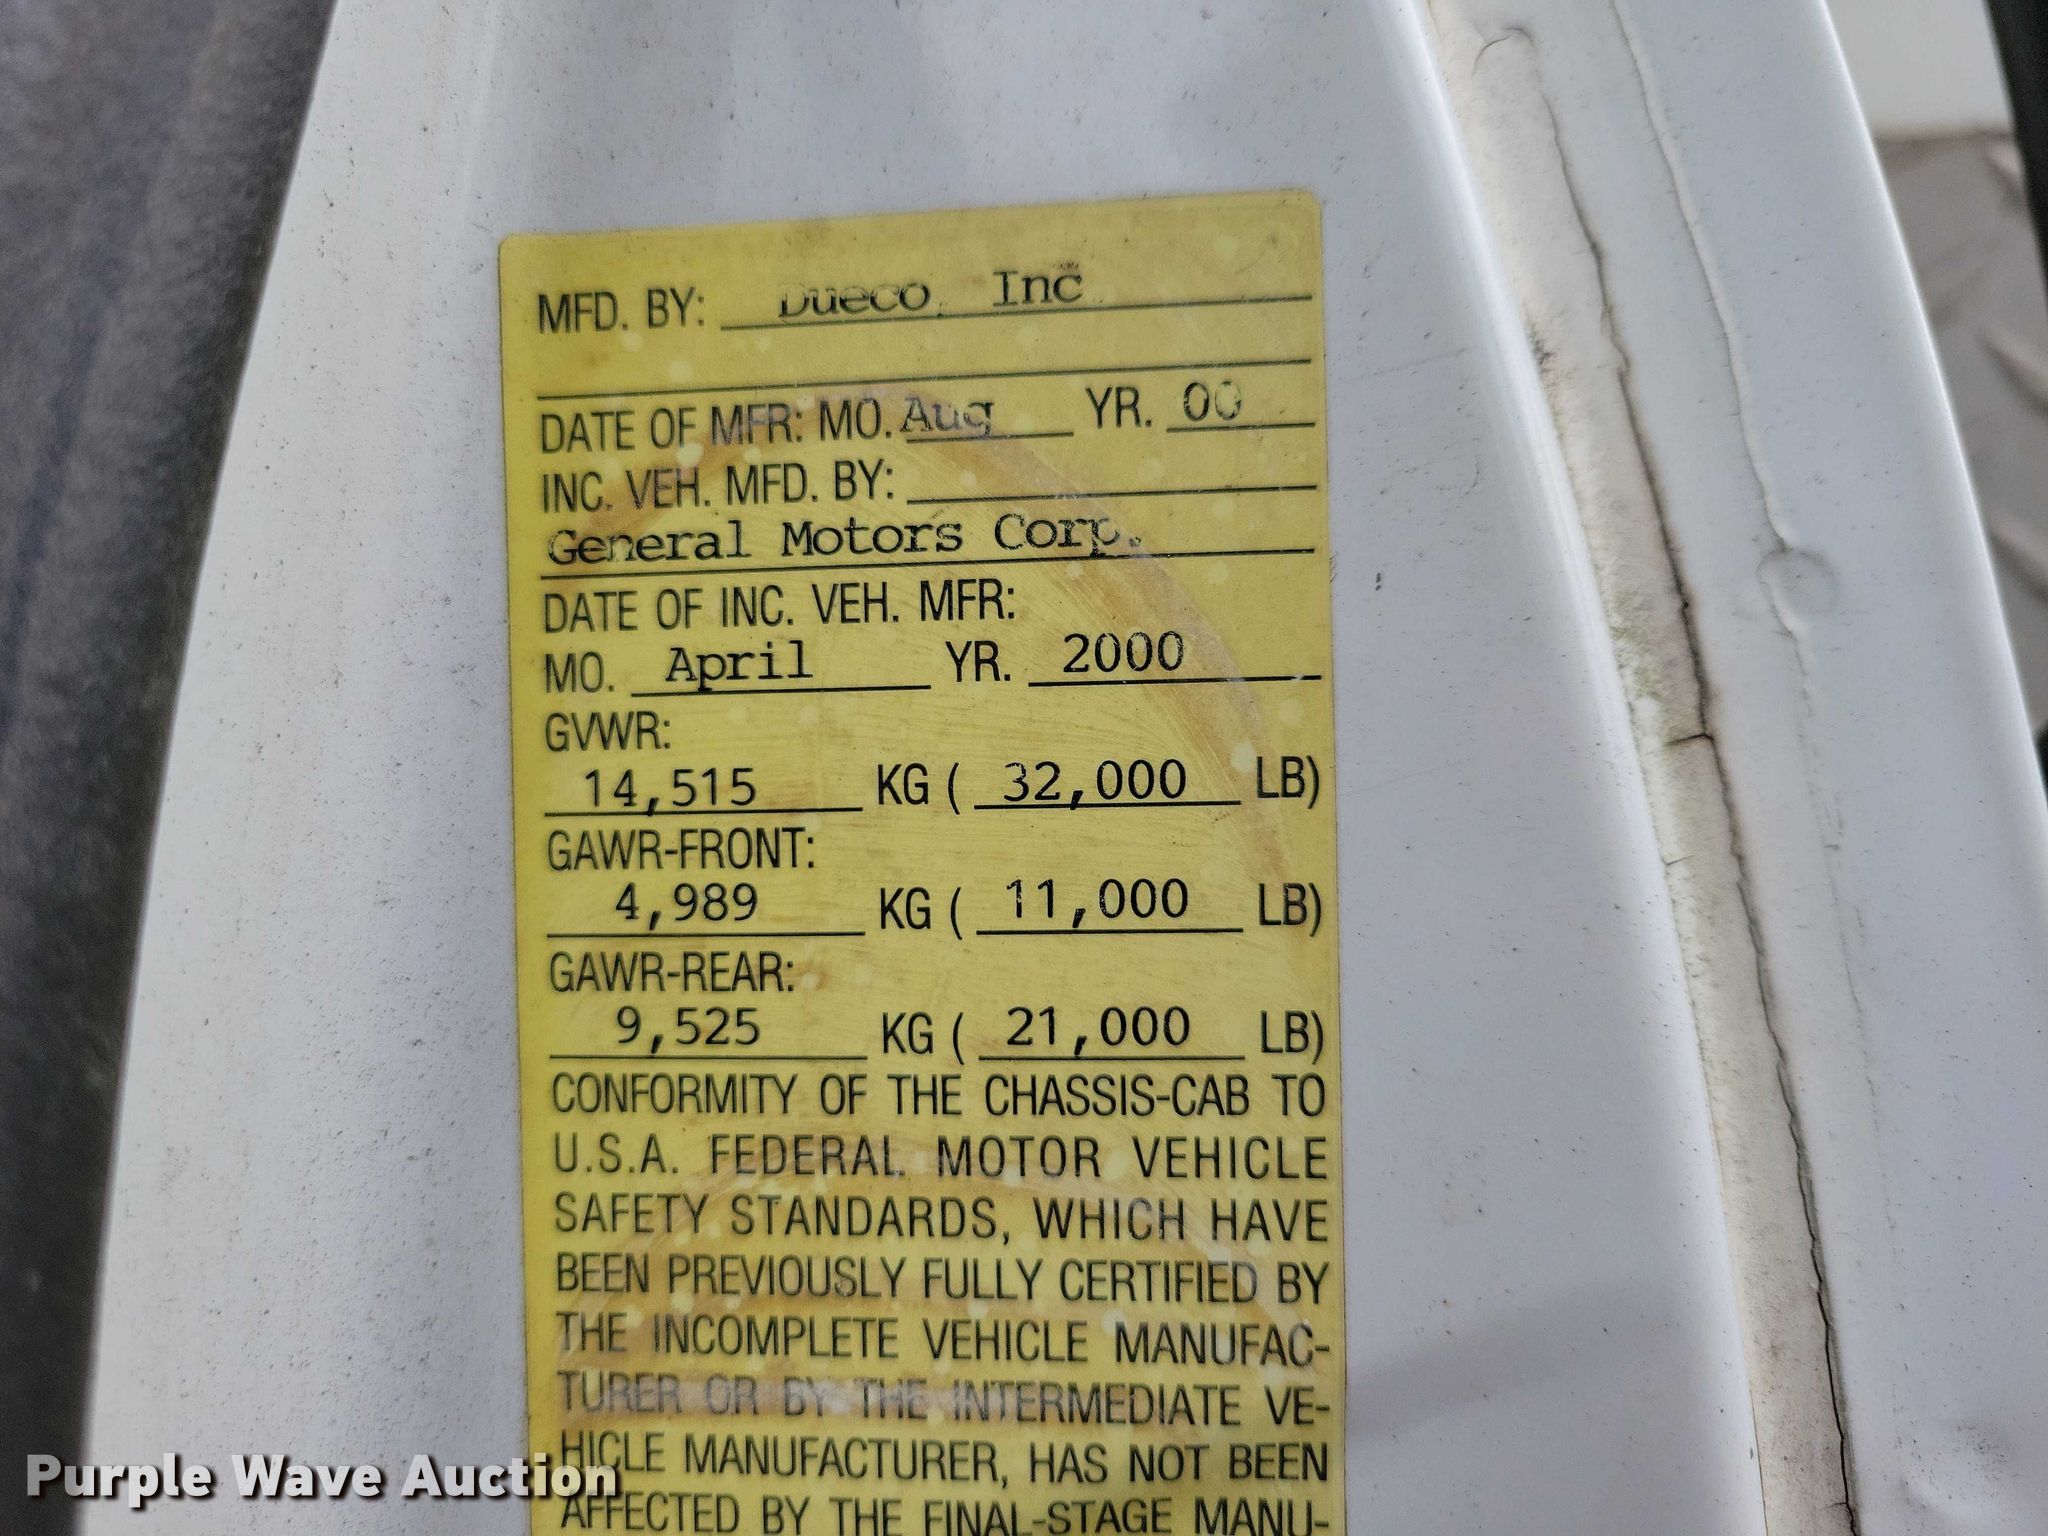 MFD. BY: Dueco, Inc.
DATE OF MFR: MO. Aug YR. 00
INC. VEH. MFD. BY:
General Motors Corp.
DATE OF INC. VEH. MFR:
MO. April YR. 2000
GVWR:
14,515 KG ( 32,000 LB)
GAWR-FRONT:
4,989 KG ( 11,000 LB)
GAWR-REAR:
9,525 KG ( 21,000 LB)
CONFORMITY OF THE CHASSIS-CAB TO
U.S.A. FEDERAL MOTOR VEHICLE
SAFETY STANDARDS, WHICH HAVE
BEEN PREVIOUSLY FULLY CERTIFIED BY
THE INCOMPLETE VEHICLE MANUFAC-
TURER OR BY THE INTERMEDIATE VE-
HICLE MANUFACTURER, HAS NOT BEEN
AFFECTED BY THE FINAL-STAGE MANU-
Purple Wave Auction